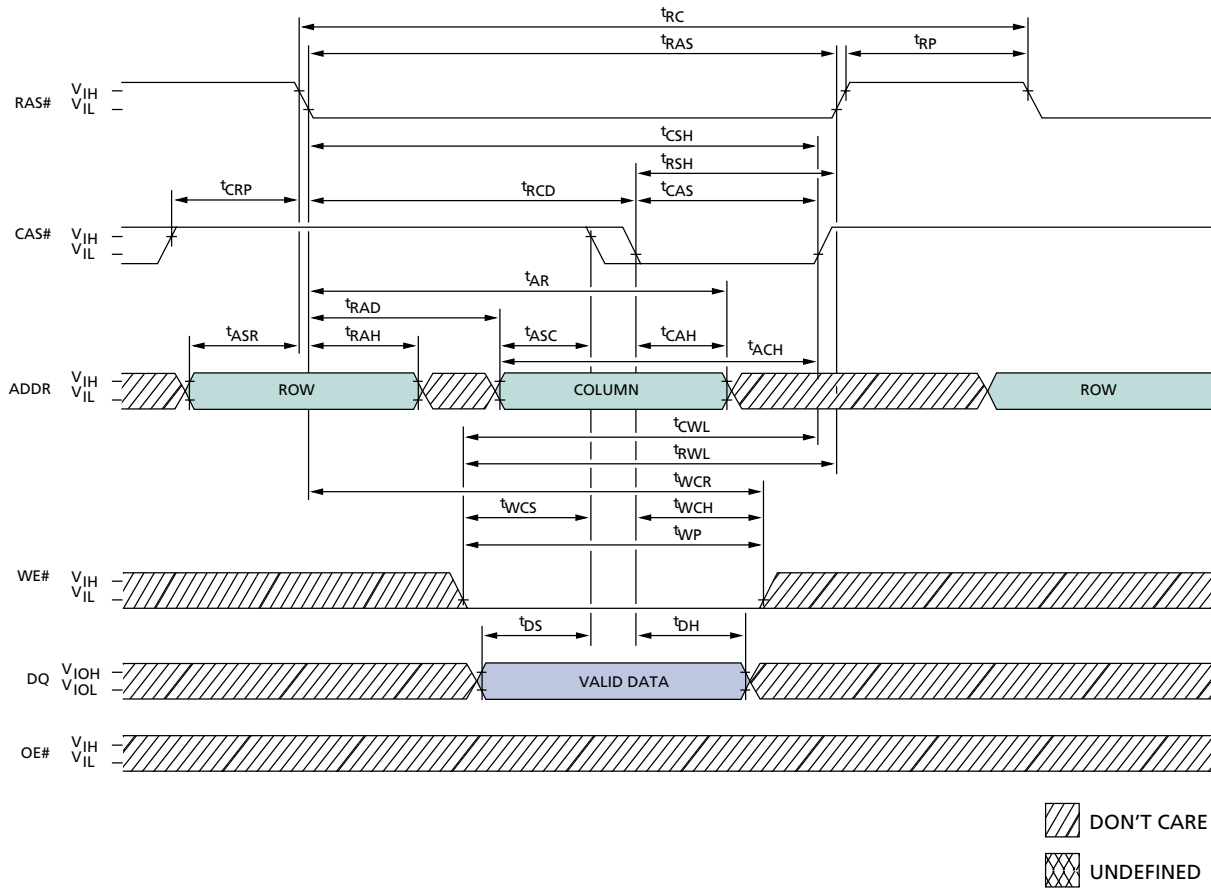 tRC
tRAS
tRP
RAS#
VIH
VIL
tCSH
tRSH
tCRP
tRCD
tCAS
CAS#
VIH
VIL
tAR
tRAD
tASR
tRAH
tASC
tCAH
tACH
ADDR
VIH
VIL
ROW
COLUMN
ROW
tCWL
tRWL
tWCR
tWCS
tWCH
tWP
WE#
VIH
VIL
tDS
tDH
DQ
VIOH
VIOL
VALID DATA
OE#
VIH
VIL
DON'T CARE
UNDEFINED